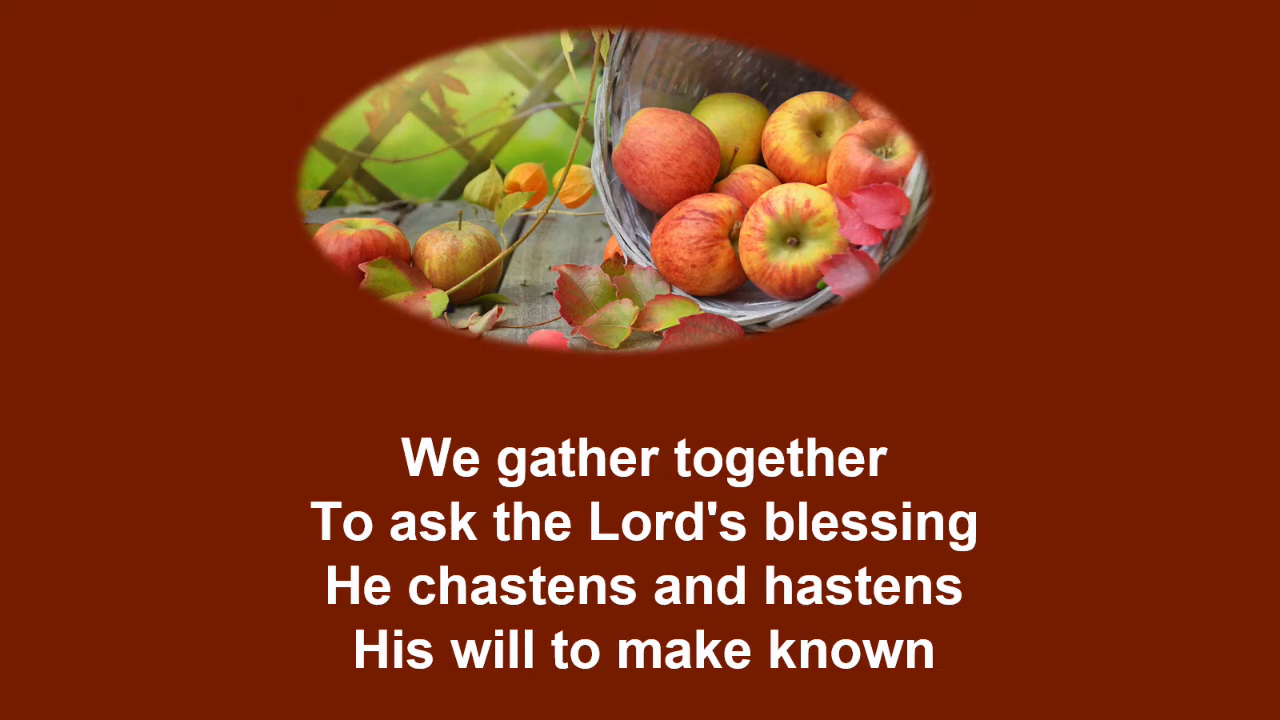 We gather together
To ask the Lord's blessing
He chastens and hastens
His will to make known